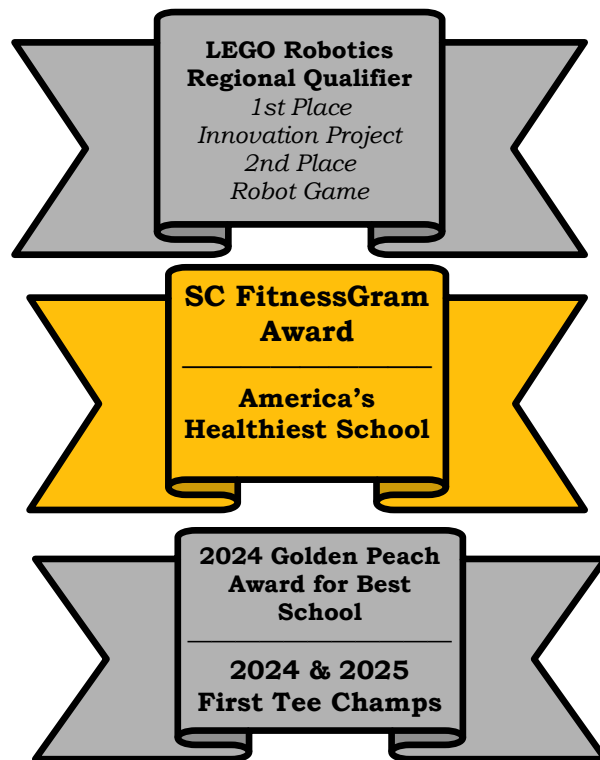 LEGO Robotics
Regional Qualifier
1st Place
Innovation Project
2nd Place
Robot Game
SC FitnessGram
Award
America’s
Healthiest School
2024 Golden Peach
Award for Best
School
2024 & 2025
First Tee Champs